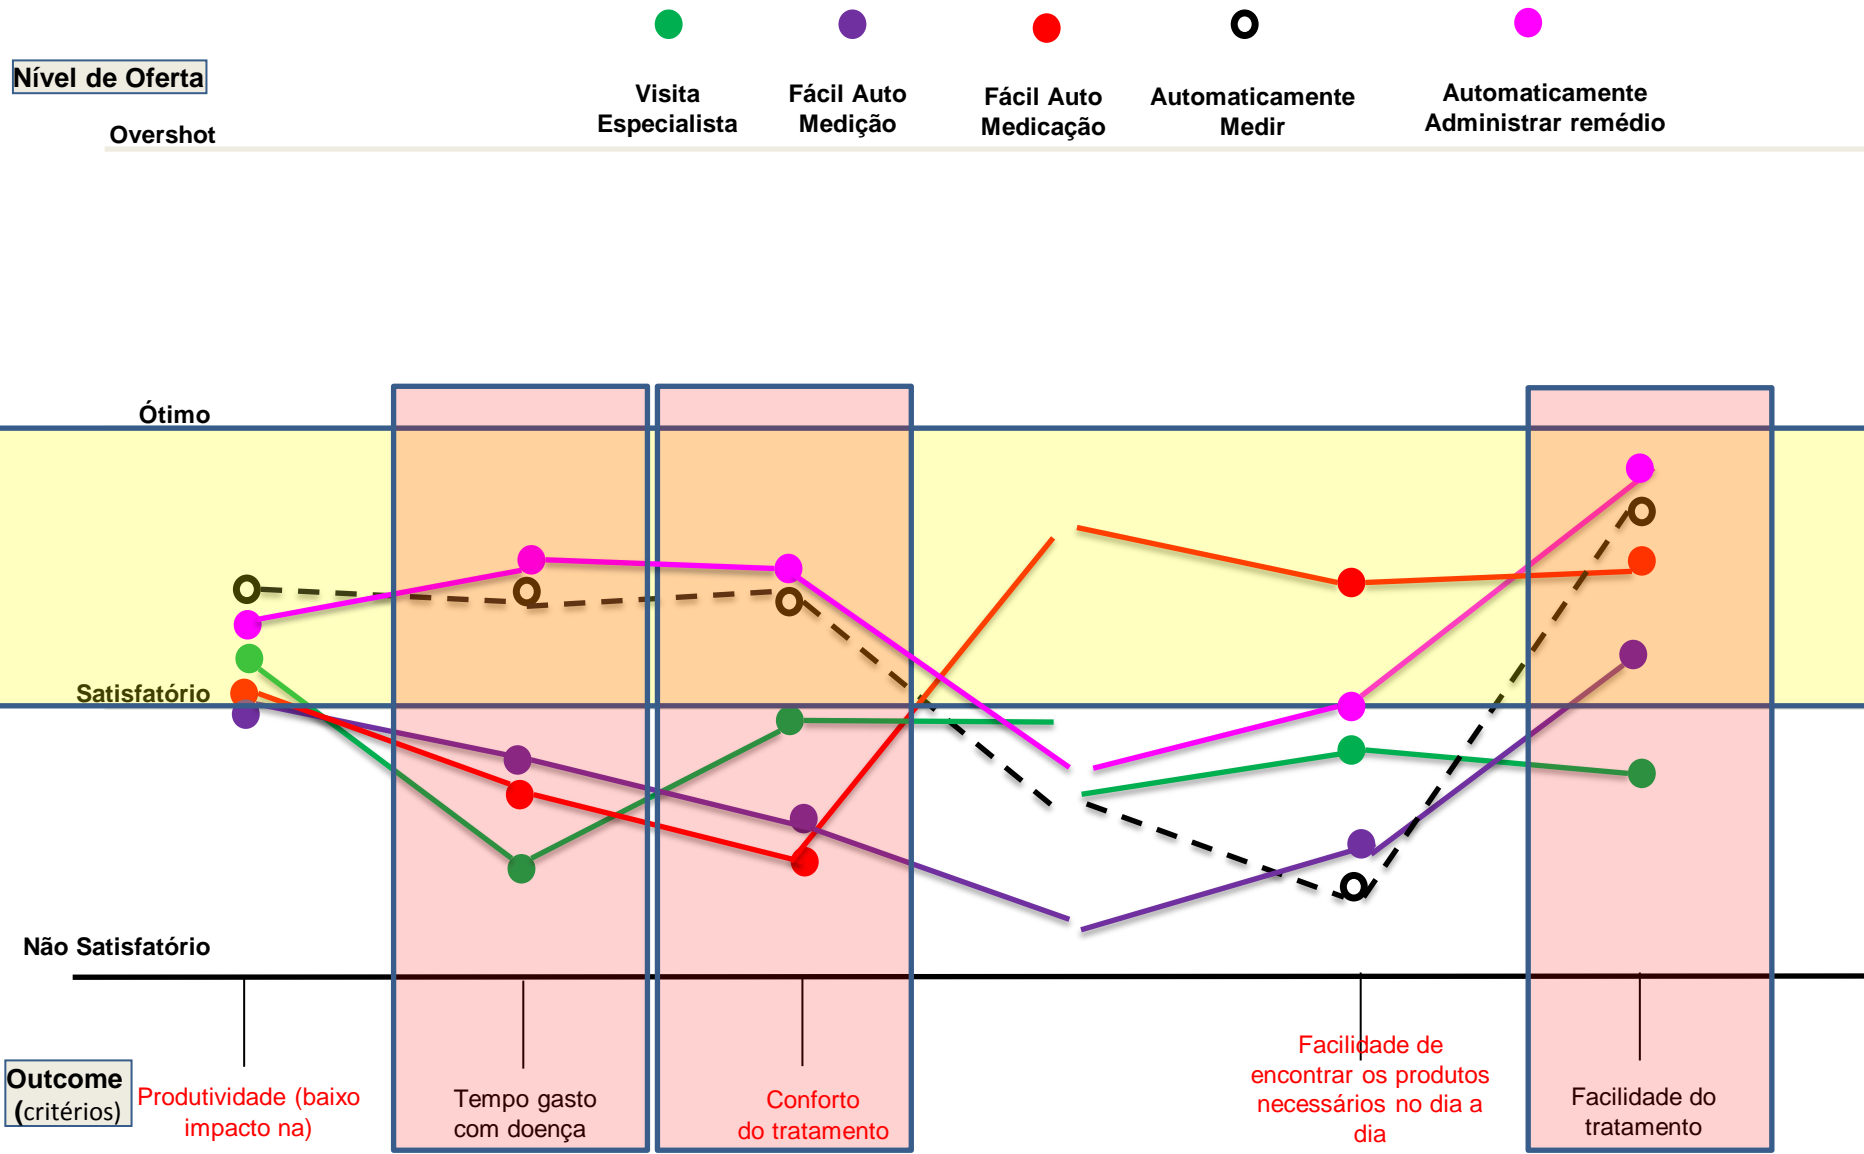 Nível de Oferta
Overshot
Visita
Especialista
Fácil Auto
Medição
Fácil Auto
Medicação
Automaticamente
Medir
Automaticamente
Administrar remédio
Ótimo
Satisfatório
Não Satisfatório
Outcome
(critérios)
Produtividade (baixo
impacto na)
Tempo gasto
com doença
Conforto
do tratamento
Facilidade de
encontrar os produtos
necessários no dia a
dia
Facilidade do
tratamento